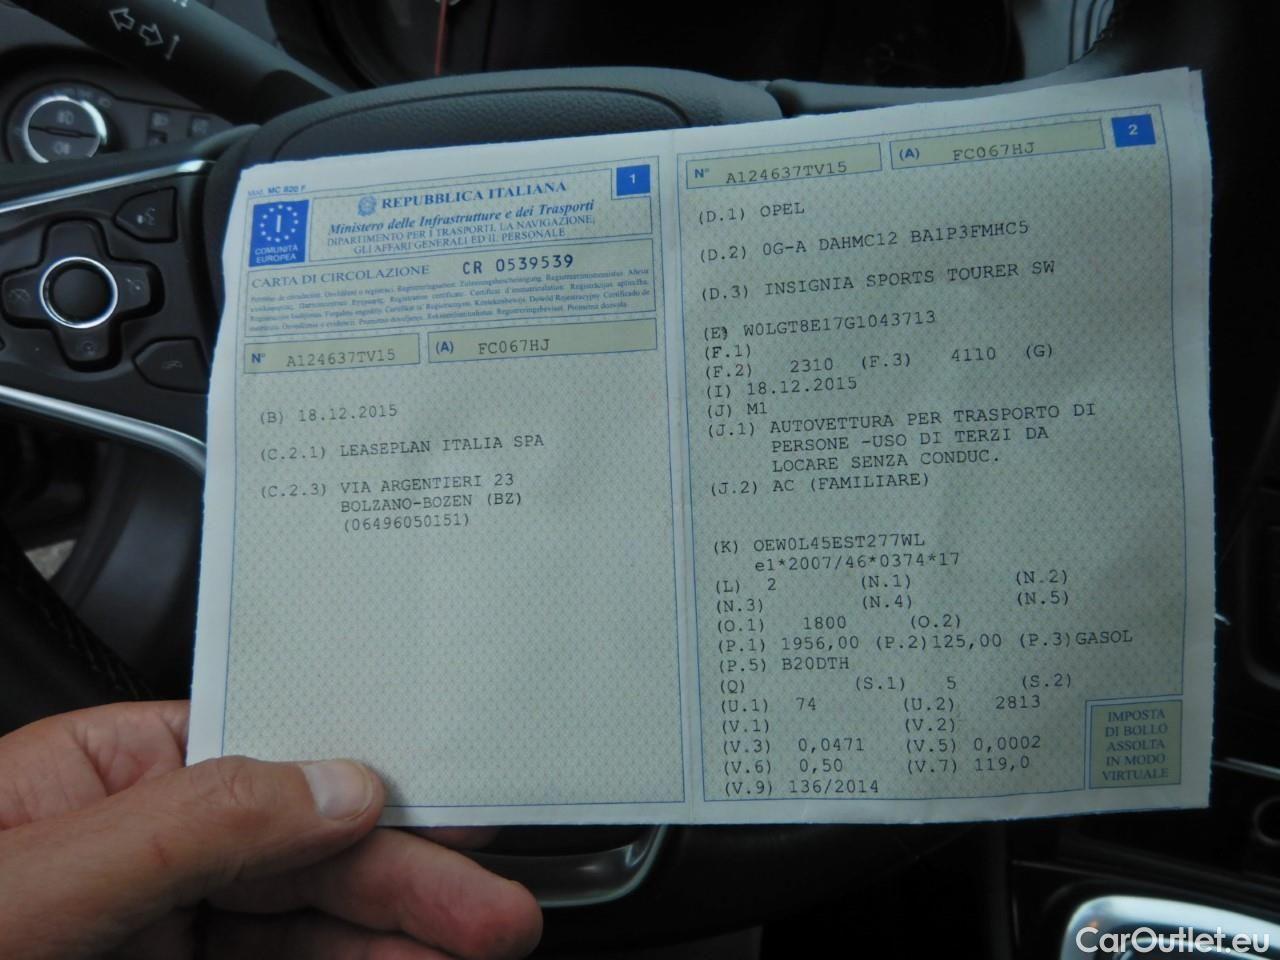 Mod. MC 820 F
1
REPUBBLICA ITALIANA
Ministero delle Infrastrutture e dei Trasporti
DIPARTIMENTO PER I TRASPORTI, LA NAVIGAZIONE,
GLI AFFARI GENERALI ED IL PERSONALE
I
COMUNITÀ
EUROPEA
CARTA DI CIRCOLAZIONE CR 0539539
N° A124637TV15 (A) FC067HJ
(B) 18.12.2015
(C.2.1) LEASEPLAN ITALIA SPA
(C.2.3) VIA ARGENTIERI 23
BOLZANO-BOZEN (BZ)
(06496050151)
2
N° A124637TV15 (A) FC067HJ
(D.1) OPEL
(D.2) 0G-A DAHMC12 BA1P3FMHC5
(D.3) INSIGNIA SPORTS TOURER SW
(E) W0LGT8E17G1043713
(F.1)
(F.2) 2310 (F.3) 4110 (G)
(I) 18.12.2015
(J) M1
(J.1) AUTOVETTURA PER TRASPORTO DI
PERSONE -USO DI TERZI DA
LOCARE SENZA CONDUC.
(J.2) AC (FAMILIARE)
(K) OEW0L45EST277WL
e1*2007/46*0374*17
(L) 2 (N.1) (N.2)
(N.3) (N.4) (N.5)
(O.1) 1800 (O.2)
(P.1) 1956,00 (P.2)125,00 (P.3)GASOL
(P.5) B20DTH
(Q) (S.1) 5 (S.2)
(U.1) 74 (U.2) 2813
(V.1) (V.2)
(V.3) 0,0471 (V.5) 0,0002
(V.6) 0,50 (V.7) 119,0
(V.9) 136/2014
IMPOSTA
DI BOLLO
ASSOLTA
IN MODO
VIRTUALE
CarOutlet.eu